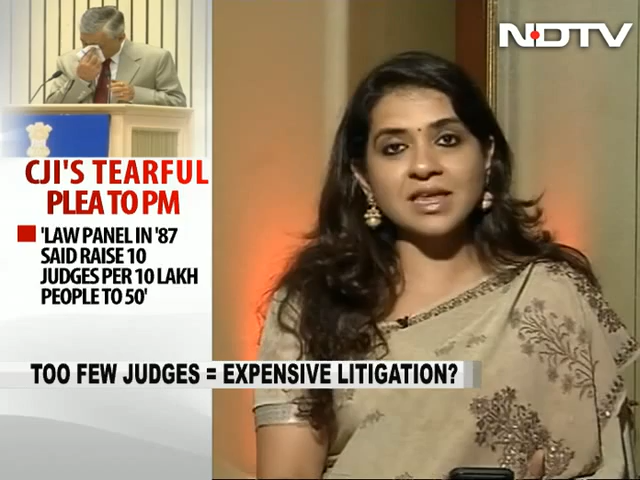 NDTV
CJI'S TEARFUL
PLEA TO PM
'LAW PANEL IN '87
SAID RAISE 10
JUDGES PER 10 LAKH
PEOPLE TO 50'
TOO FEW JUDGES = EXPENSIVE LITIGATION?